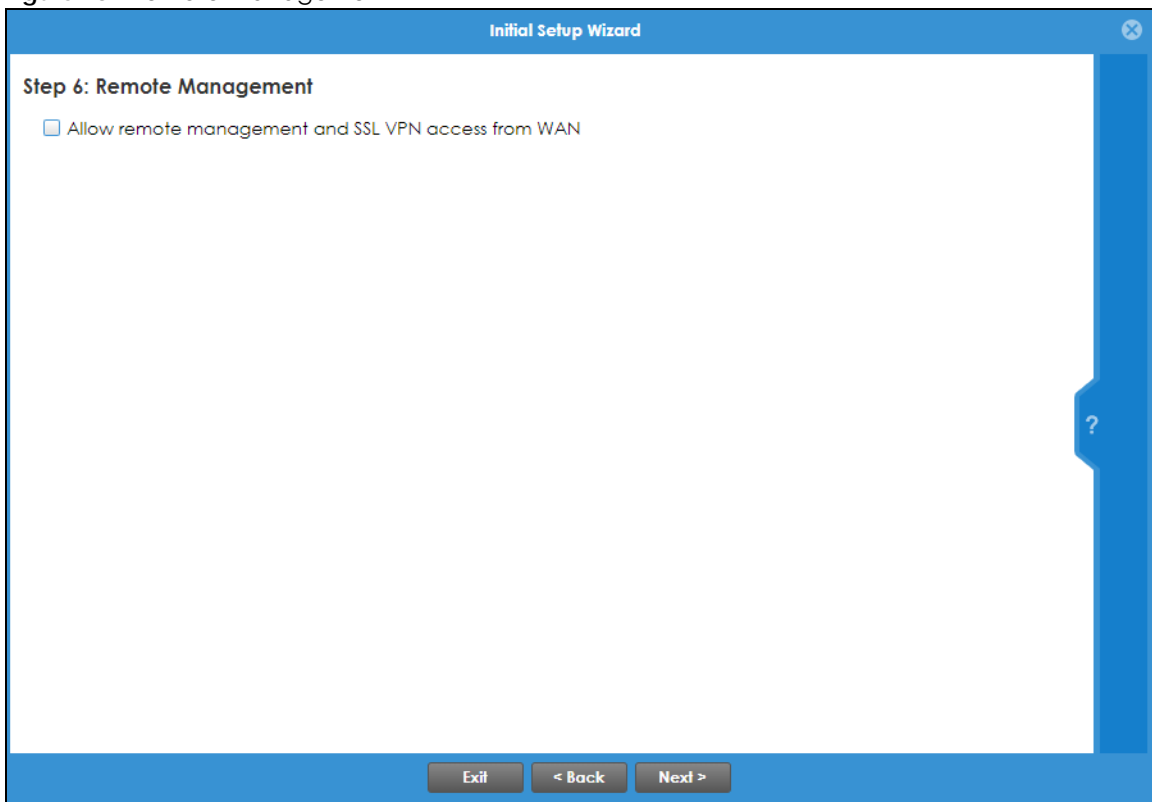 Initial Setup Wizard
Step 6: Remote Management
Allow remote management and SSL VPN access from WAN
?
Exit
< Back
Next >